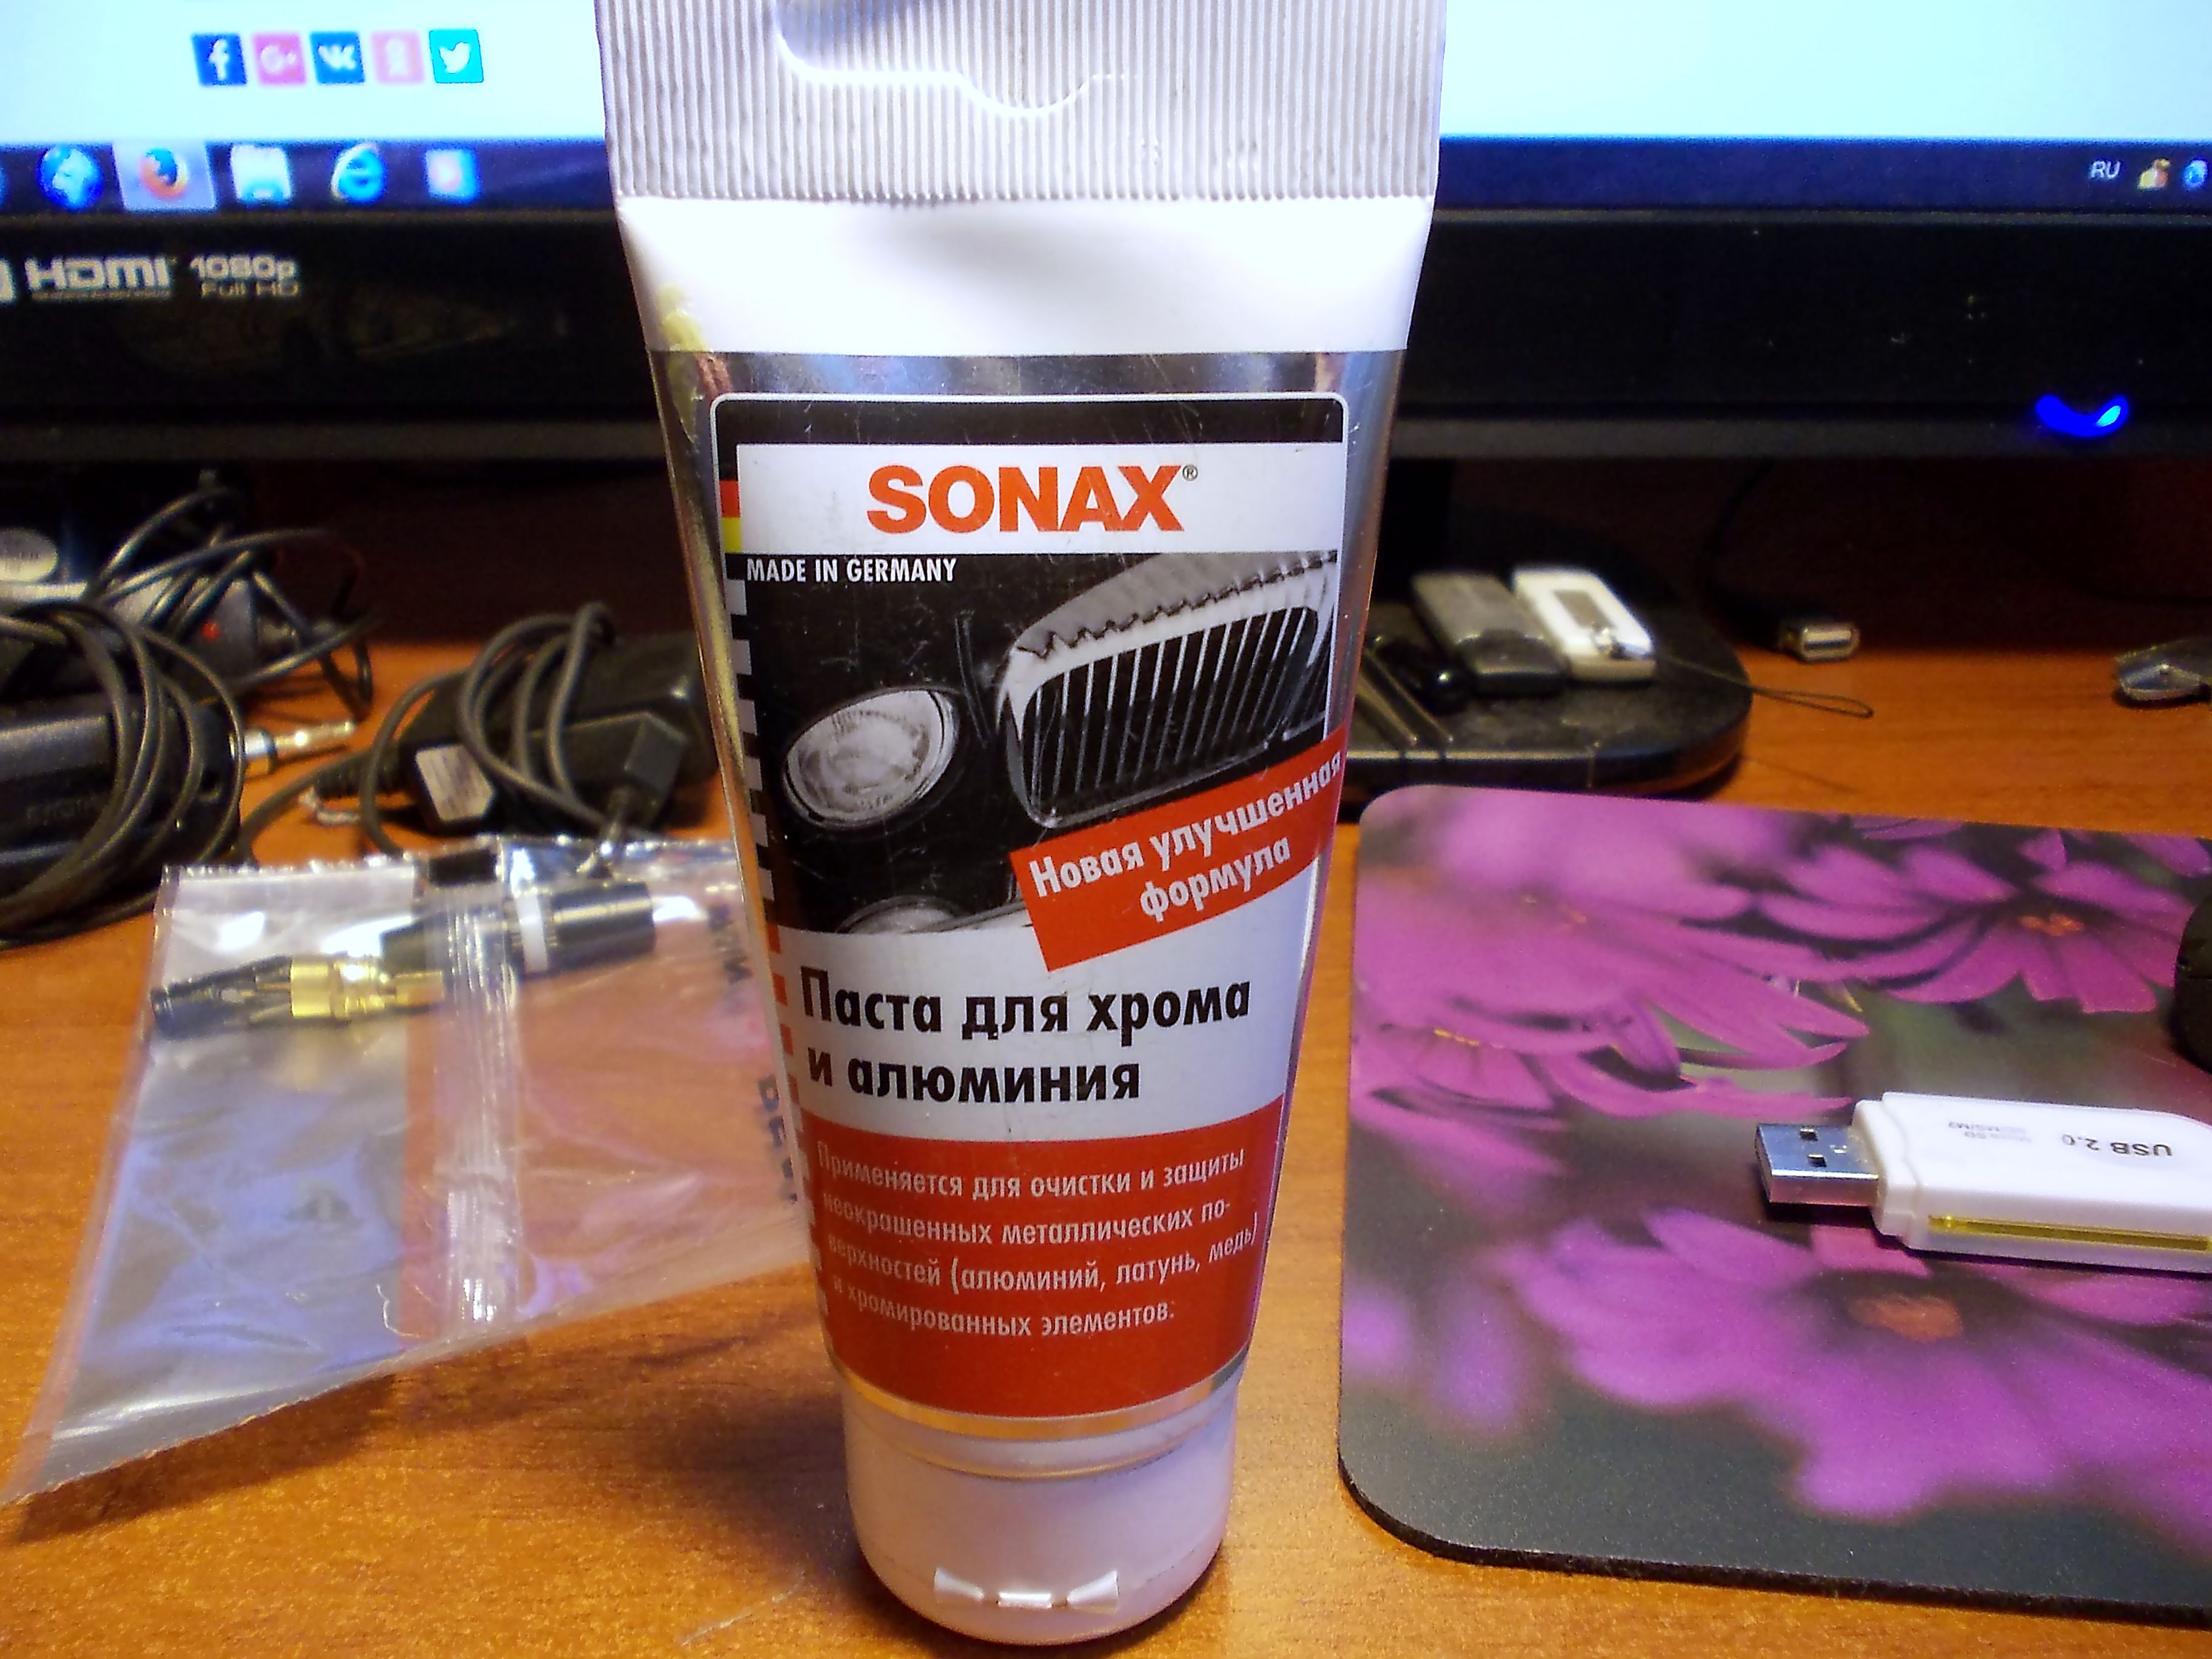 RU
HDMI
1080p
Full HD
SONAX®
MADE IN GERMANY
Новая улучшенная
формула
Паста для хрома
и алюминия
Применяется для очистки и защиты
неокрашенных металлических по-
верхностей (алюминий, латунь, медь)
и хромированных элементов.
USB 2.0